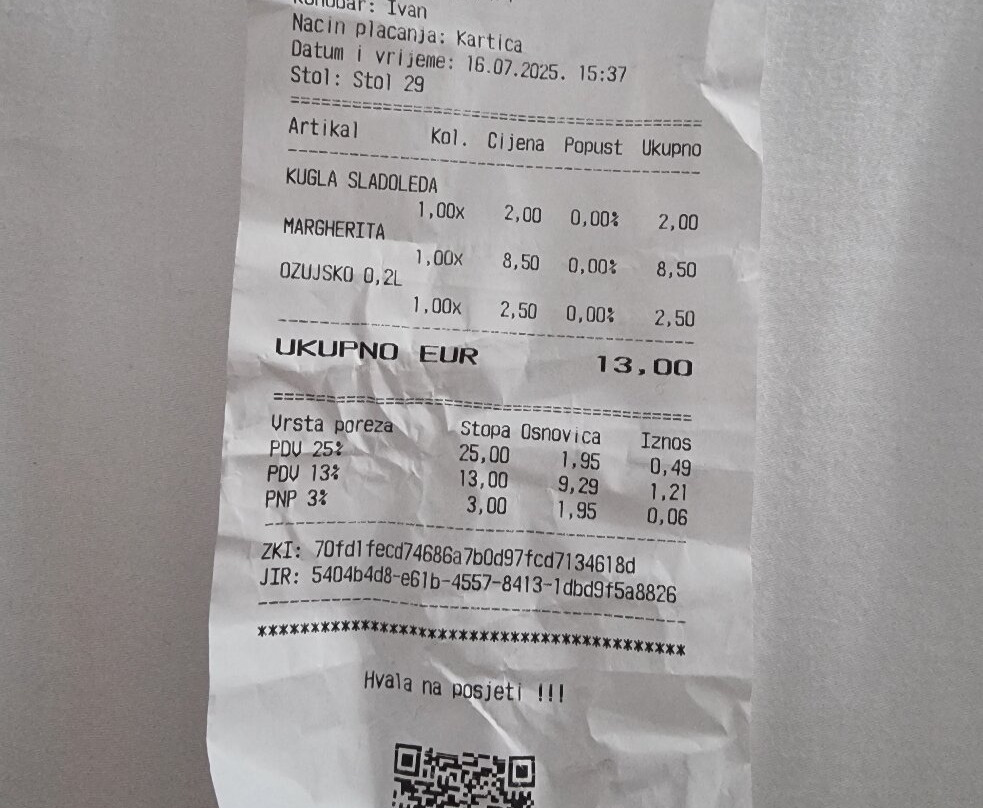 Konobar: Ivan
Nacin placanja: Kartica
Datum i vrijeme: 16.07.2025. 15:37
Stol: Stol 29
========================================
Artikal Kol. Cijena Popust Ukupno
----------------------------------------
KUGLA SLADOLEDA
1,00x 2,00 0,00% 2,00
MARGHERITA
1,00x 8,50 0,00% 8,50
OZUJSKO 0,2L
1,00x 2,50 0,00% 2,50
----------------------------------------
UKUPNO EUR 13,00
========================================
Vrsta poreza Stopa Osnovica Iznos
PDV 25% 25,00 1,95 0,49
PDV 13% 13,00 9,29 1,21
PNP 3% 3,00 1,95 0,06
----------------------------------------
ZKI: 70fd1fecd74686a7b0d97fcd7134618d
JIR: 5404b4d8-e61b-4557-8413-1dbd9f5a8826
----------------------------------------
****************************************
Hvala na posjeti !!!